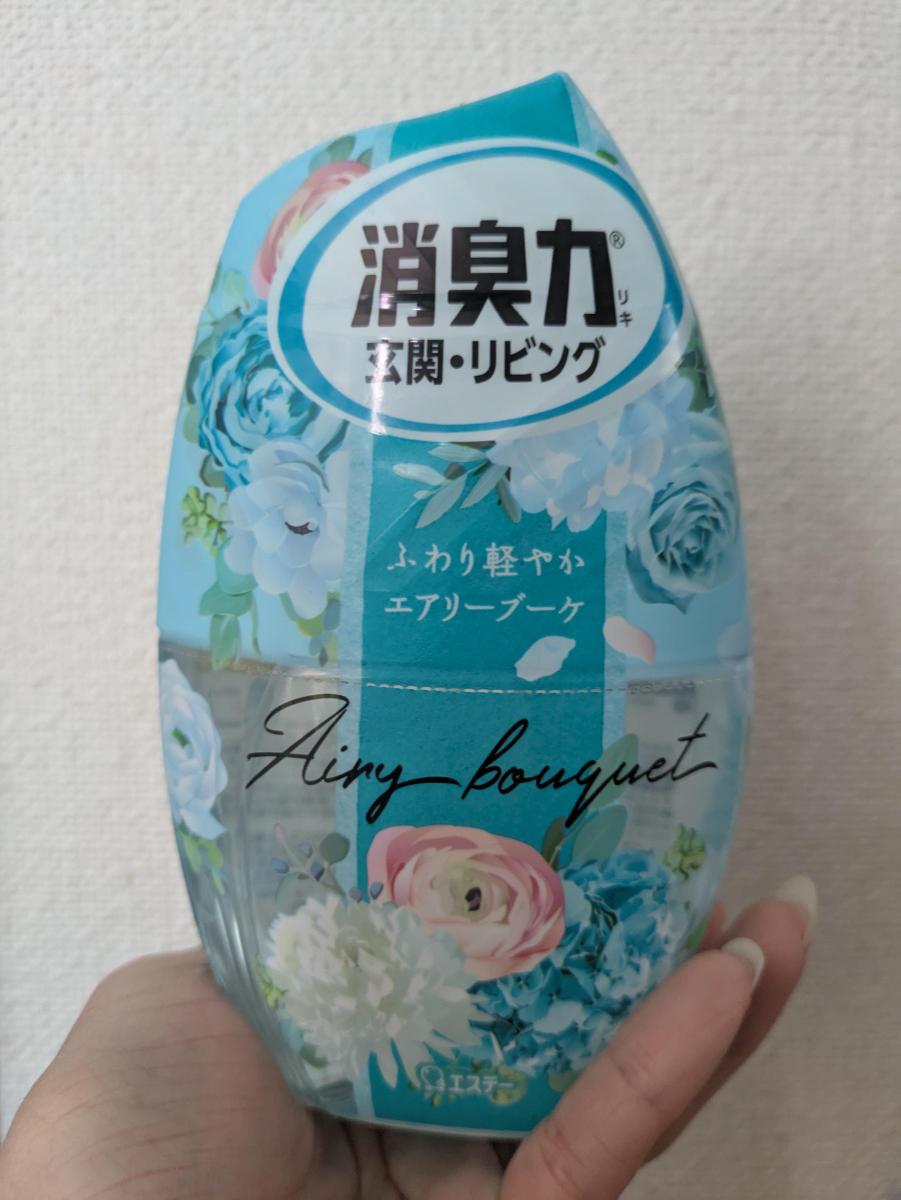 消臭力®
リキ
玄関・リビング
ふわり軽やか
エアリーブーケ
Airy bouquet
エステー